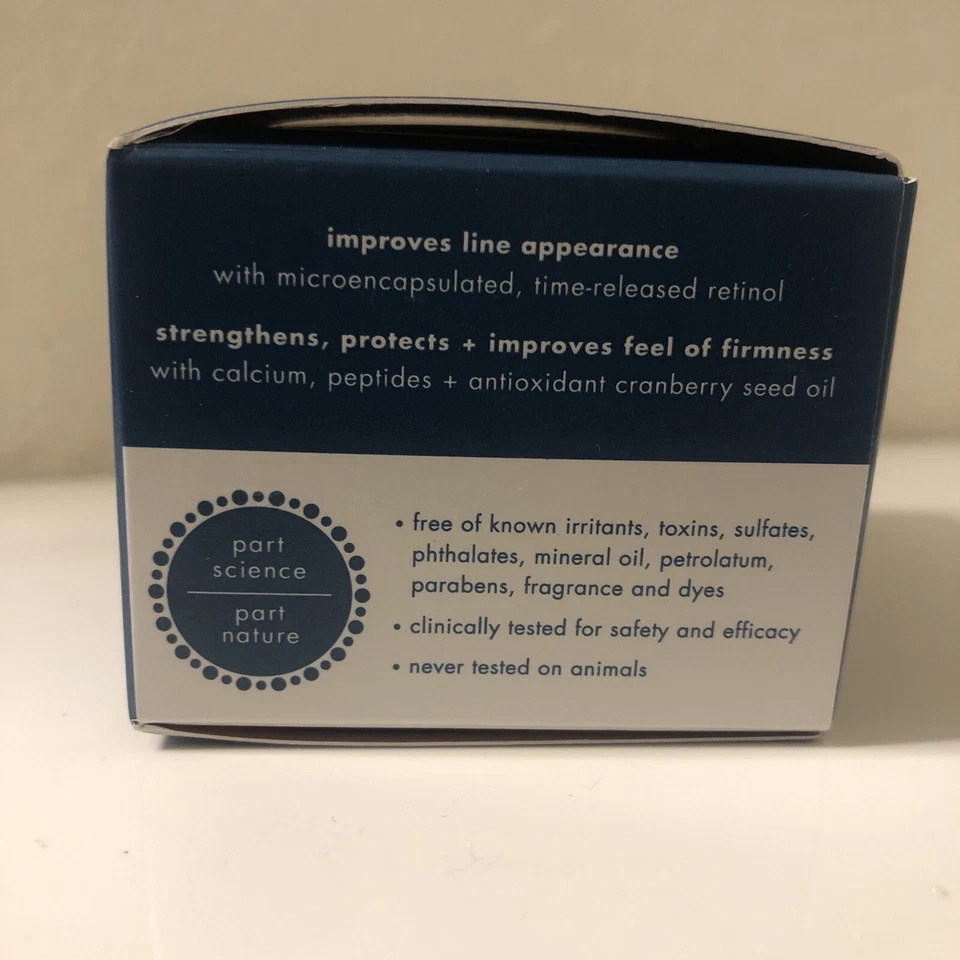 improves line appearance
with microencapsulated, time-released retinol
strengthens, protects + improves feel of firmness
with calcium, peptides + antioxidant cranberry seed oil
part
science
part
nature
• free of known irritants, toxins, sulfates,
phthalates, mineral oil, petrolatum,
parabens, fragrance and dyes
• clinically tested for safety and efficacy
• never tested on animals